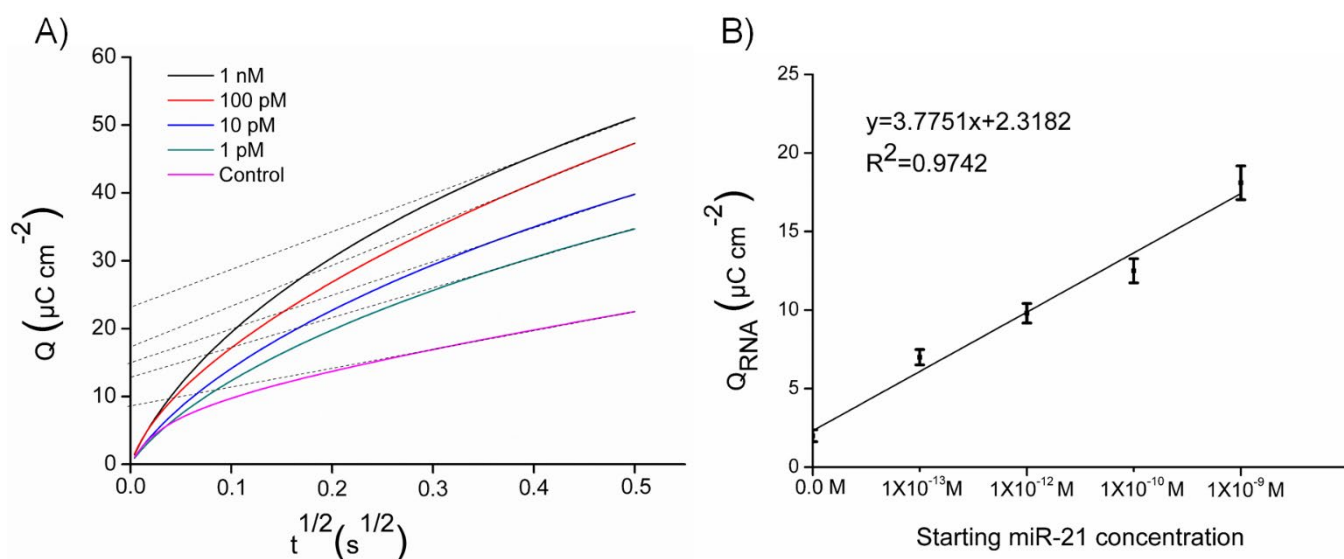 A)
60
50
40
30
20
10
0
Q (µC cm⁻²)
1 nM
100 pM
10 pM
1 pM
Control
0.0 0.1 0.2 0.3 0.4 0.5
t^1/2 (s^1/2)
B)
25
20
15
10
5
0
Q_RNA (µC cm⁻²)
y=3.7751x+2.3182
R²=0.9742
0.0 M 1X10⁻¹³M 1X10⁻¹²M 1X10⁻¹⁰M 1X10⁻⁹M
Starting miR-21 concentration